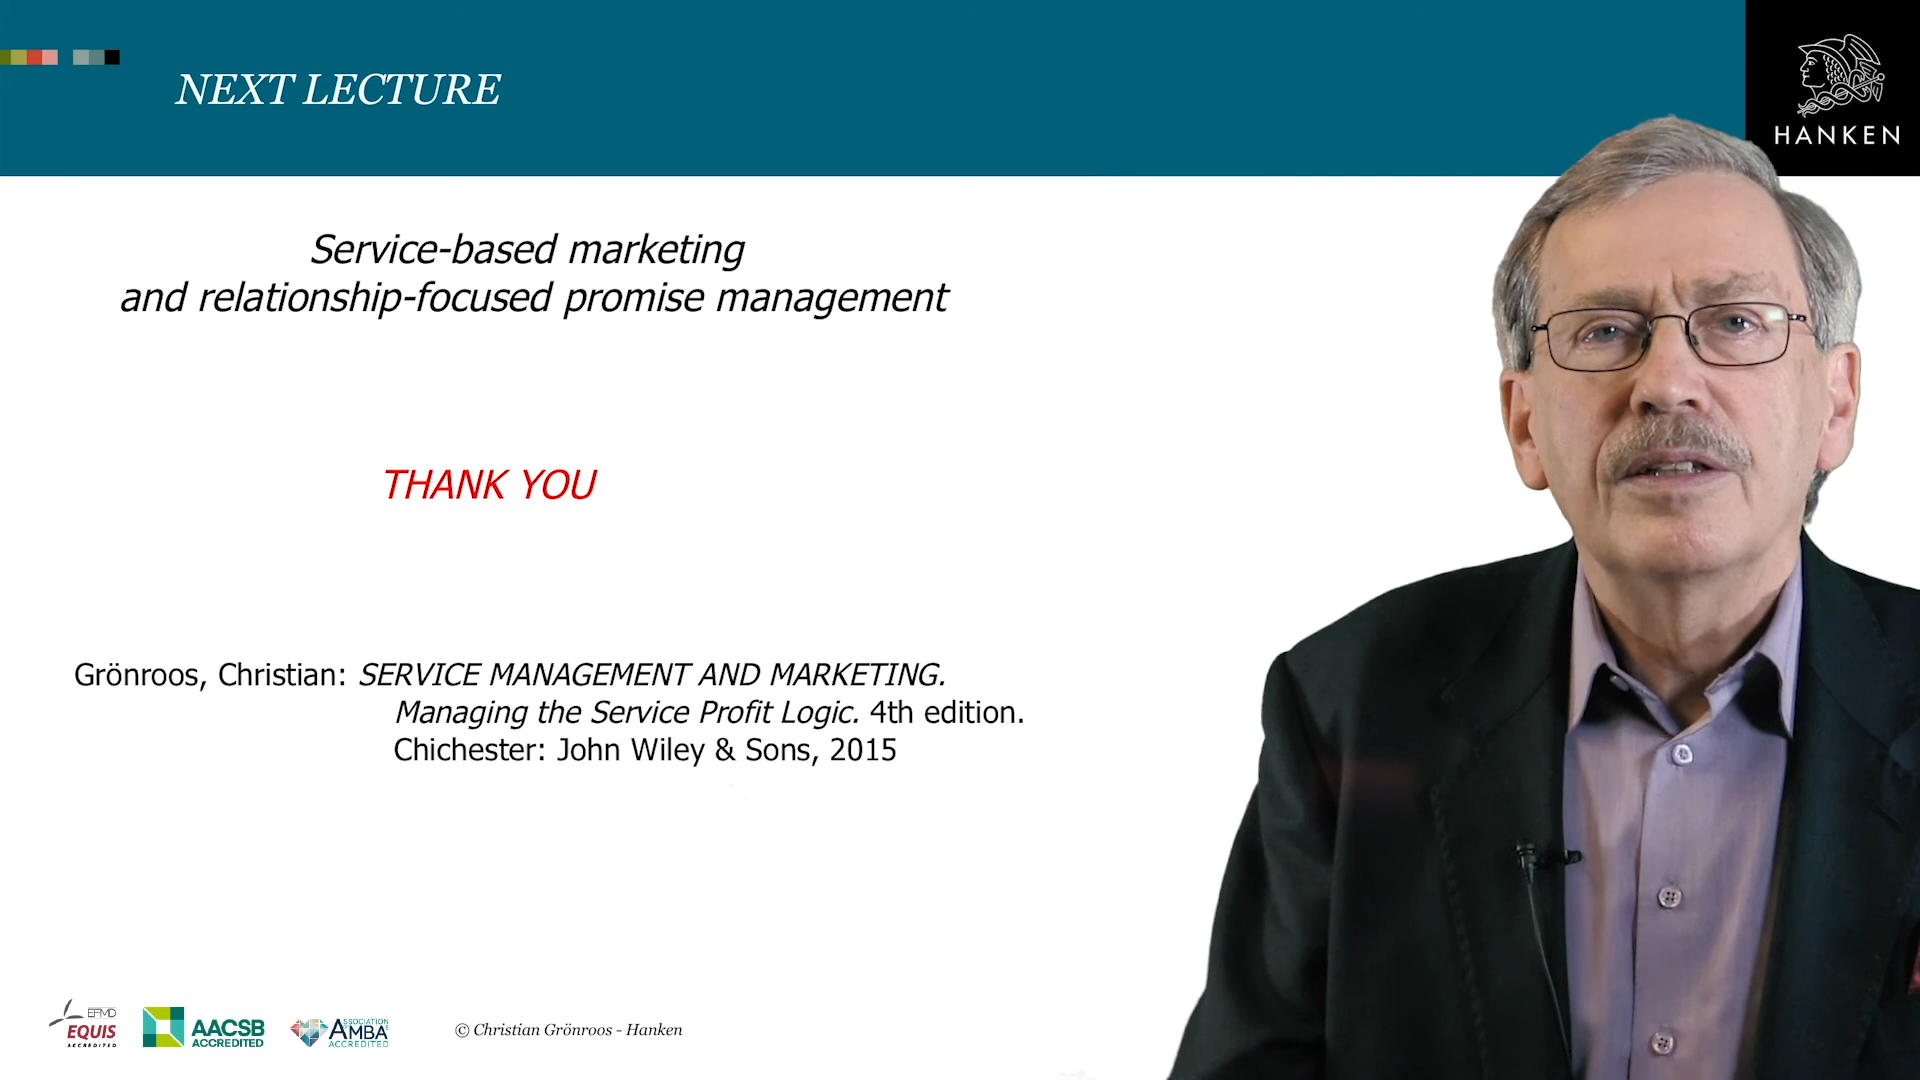 NEXT LECTURE
HANKEN
Service-based marketing
and relationship-focused promise management
THANK YOU
Grönroos, Christian: SERVICE MANAGEMENT AND MARKETING.
Managing the Service Profit Logic. 4th edition.
Chichester: John Wiley & Sons, 2015
EFMD
EQUIS
ACCREDITED
AACSB
ACCREDITED
ASSOCIATION
AMBA
ACCREDITED
© Christian Grönroos - Hanken